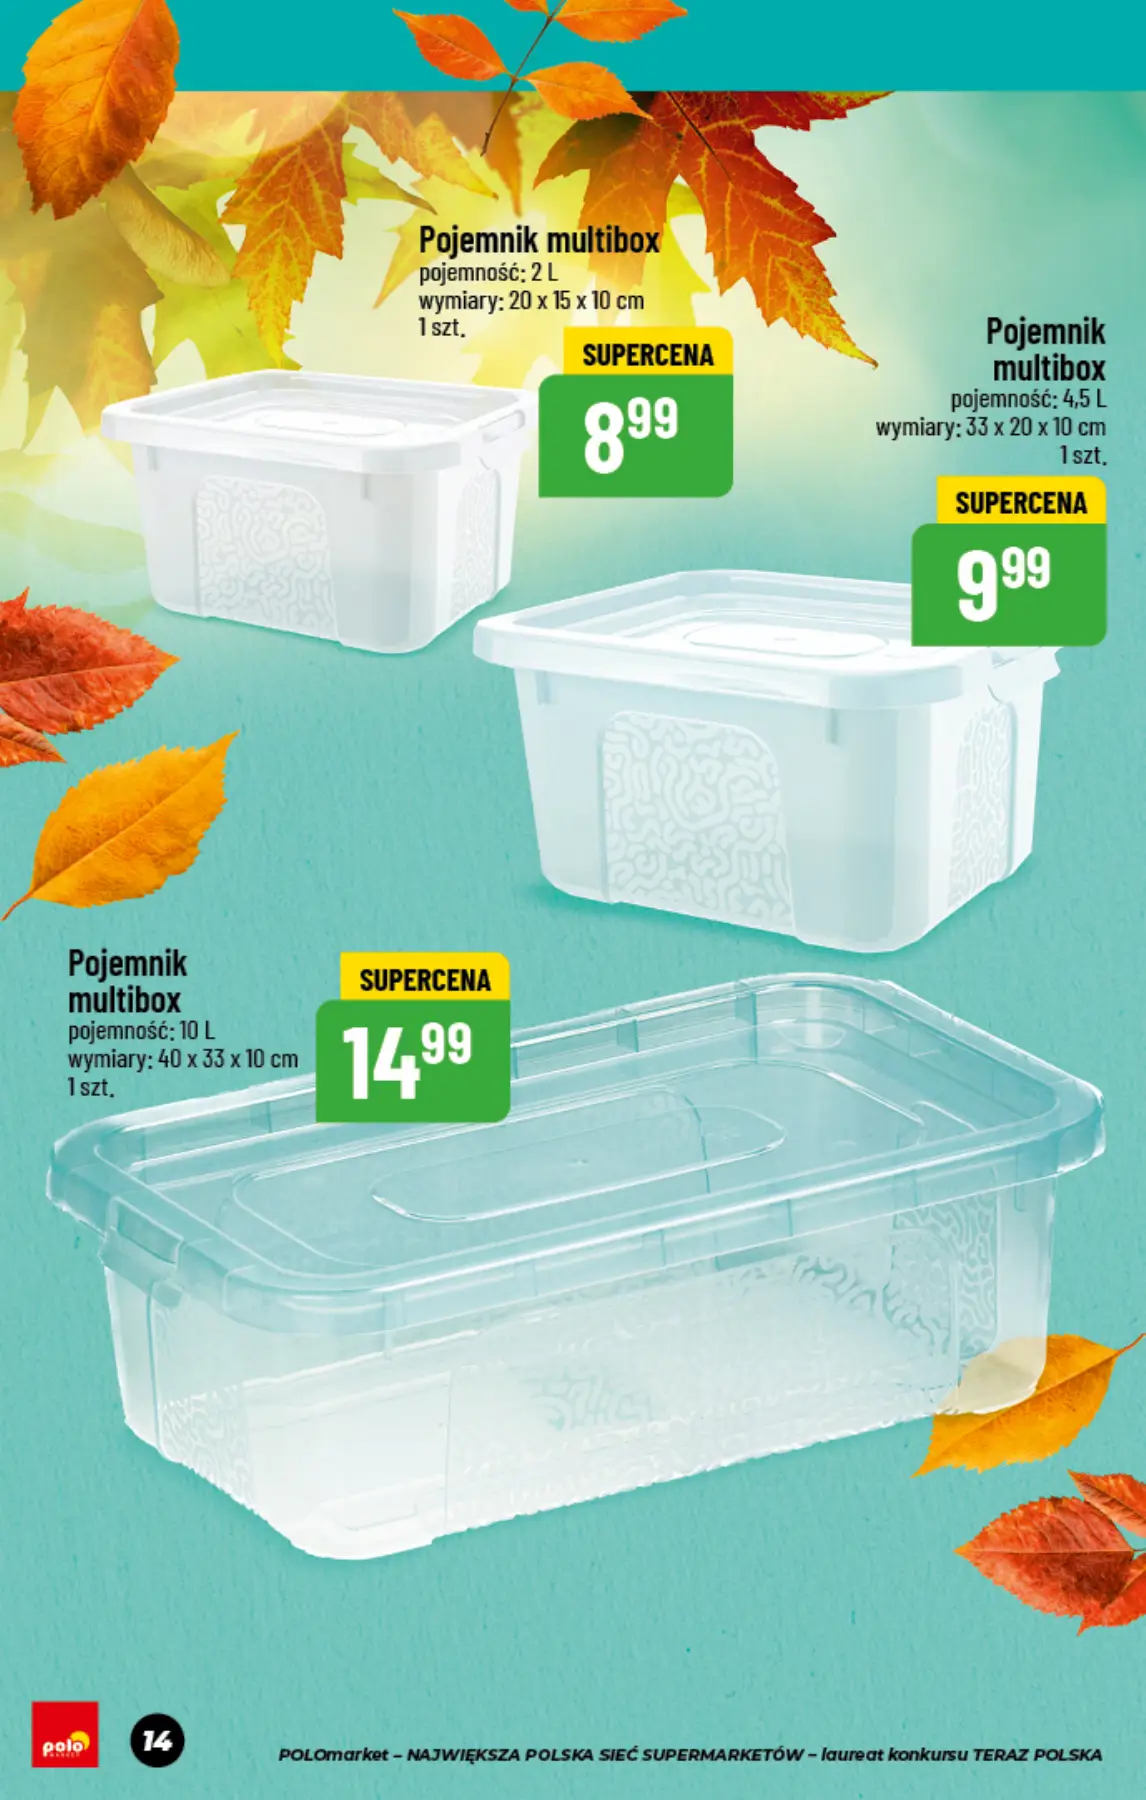 Pojemnik multibox
pojemność: 2 L
wymiary: 20 x 15 x 10 cm
1 szt.
SUPERCENA
8 99
Pojemnik
multibox
pojemność: 4,5 L
wymiary: 33 x 20 x 10 cm
1 szt.
SUPERCENA
9 99
Pojemnik
multibox
pojemność: 10 L
wymiary: 40 x 33 x 10 cm
1 szt.
SUPERCENA
14 99
polo
MARKET
14
POLOmarket – NAJWIĘKSZA POLSKA SIEĆ SUPERMARKETÓW – laureat konkursu TERAZ POLSKA